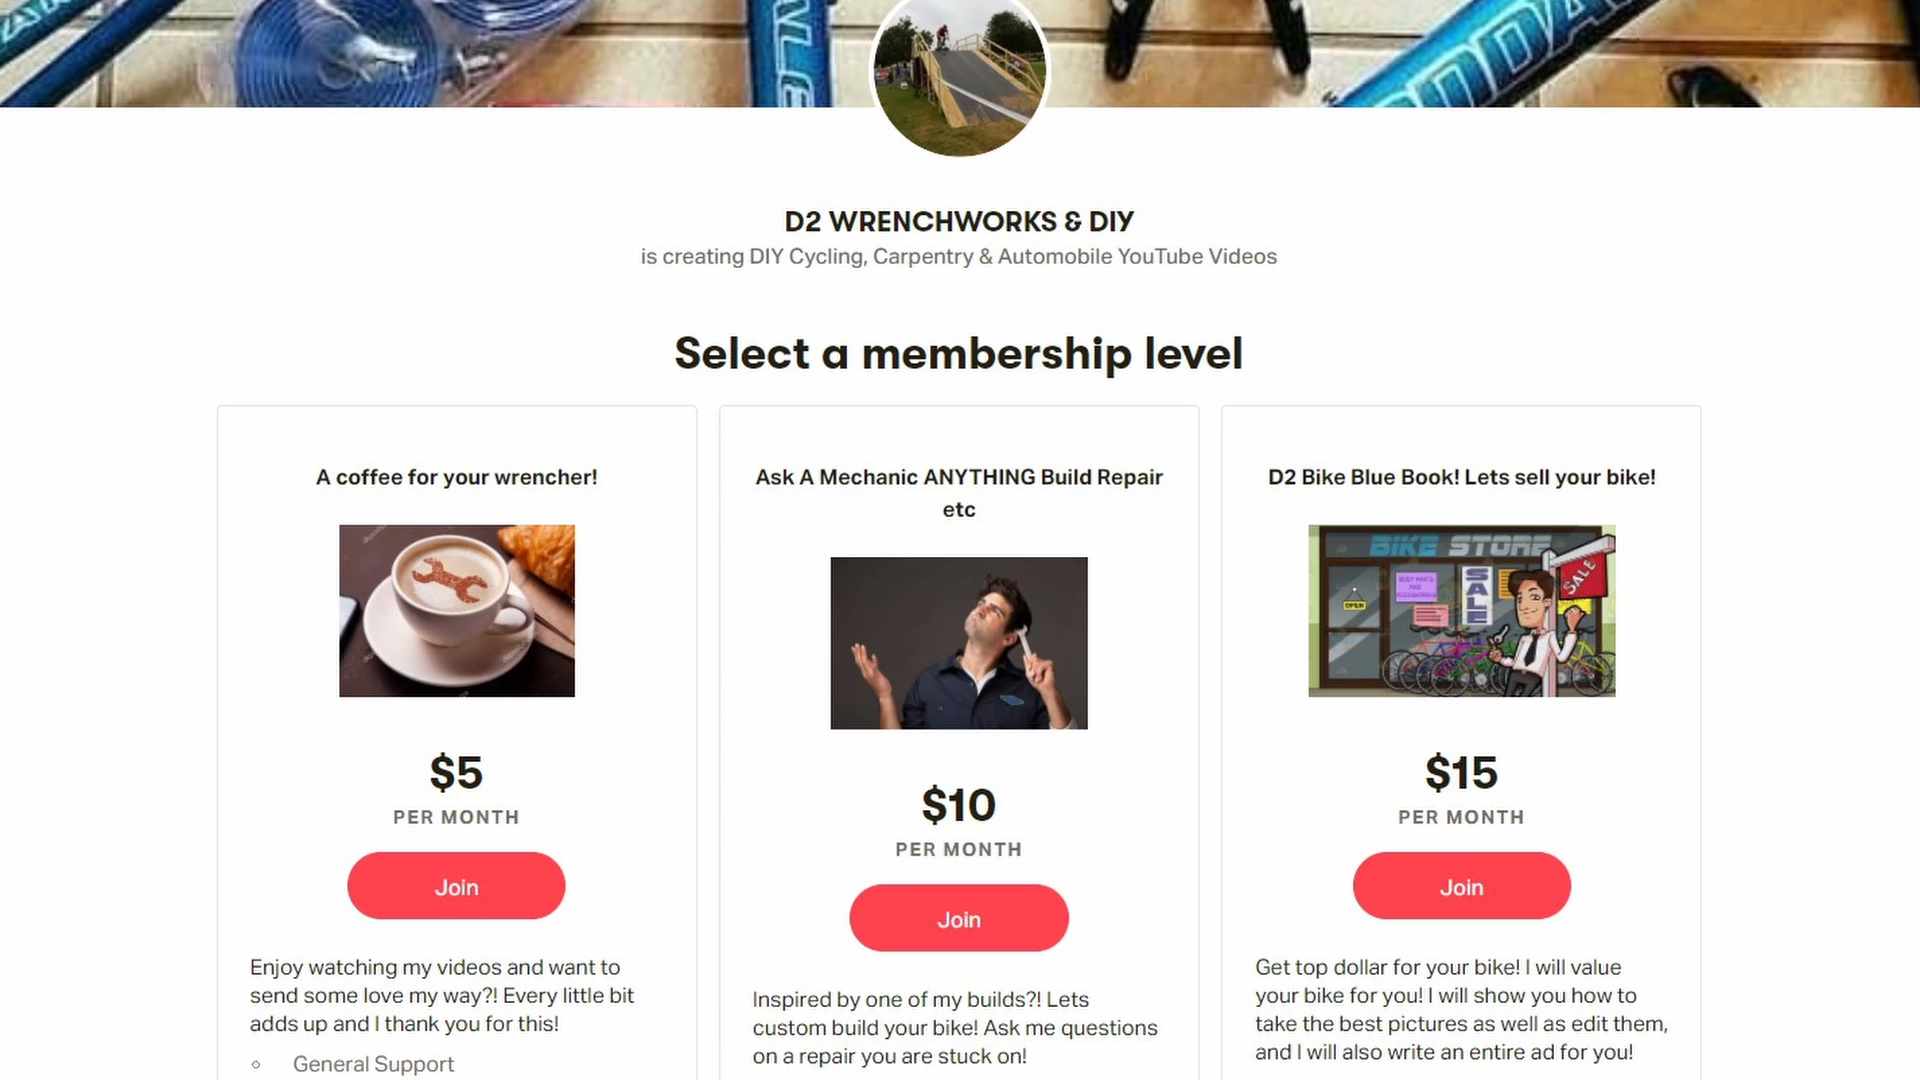 D2 WRENCHWORKS & DIY
is creating DIY Cycling, Carpentry & Automobile YouTube Videos
Select a membership level
A coffee for your wrencher!
$5
PER MONTH
Join
Enjoy watching my videos and want to
send some love my way?! Every little bit
adds up and I thank you for this!
General Support
Ask A Mechanic ANYTHING Build Repair
etc
$10
PER MONTH
Join
Inspired by one of my builds?! Lets
custom build your bike! Ask me questions
on a repair you are stuck on!
D2 Bike Blue Book! Lets sell your bike!
BIKE STORE
SALE
SALE
OPEN
$15
PER MONTH
Join
Get top dollar for your bike! I will value
your bike for you! I will show you how to
take the best pictures as well as edit them,
and I will also write an entire ad for you!